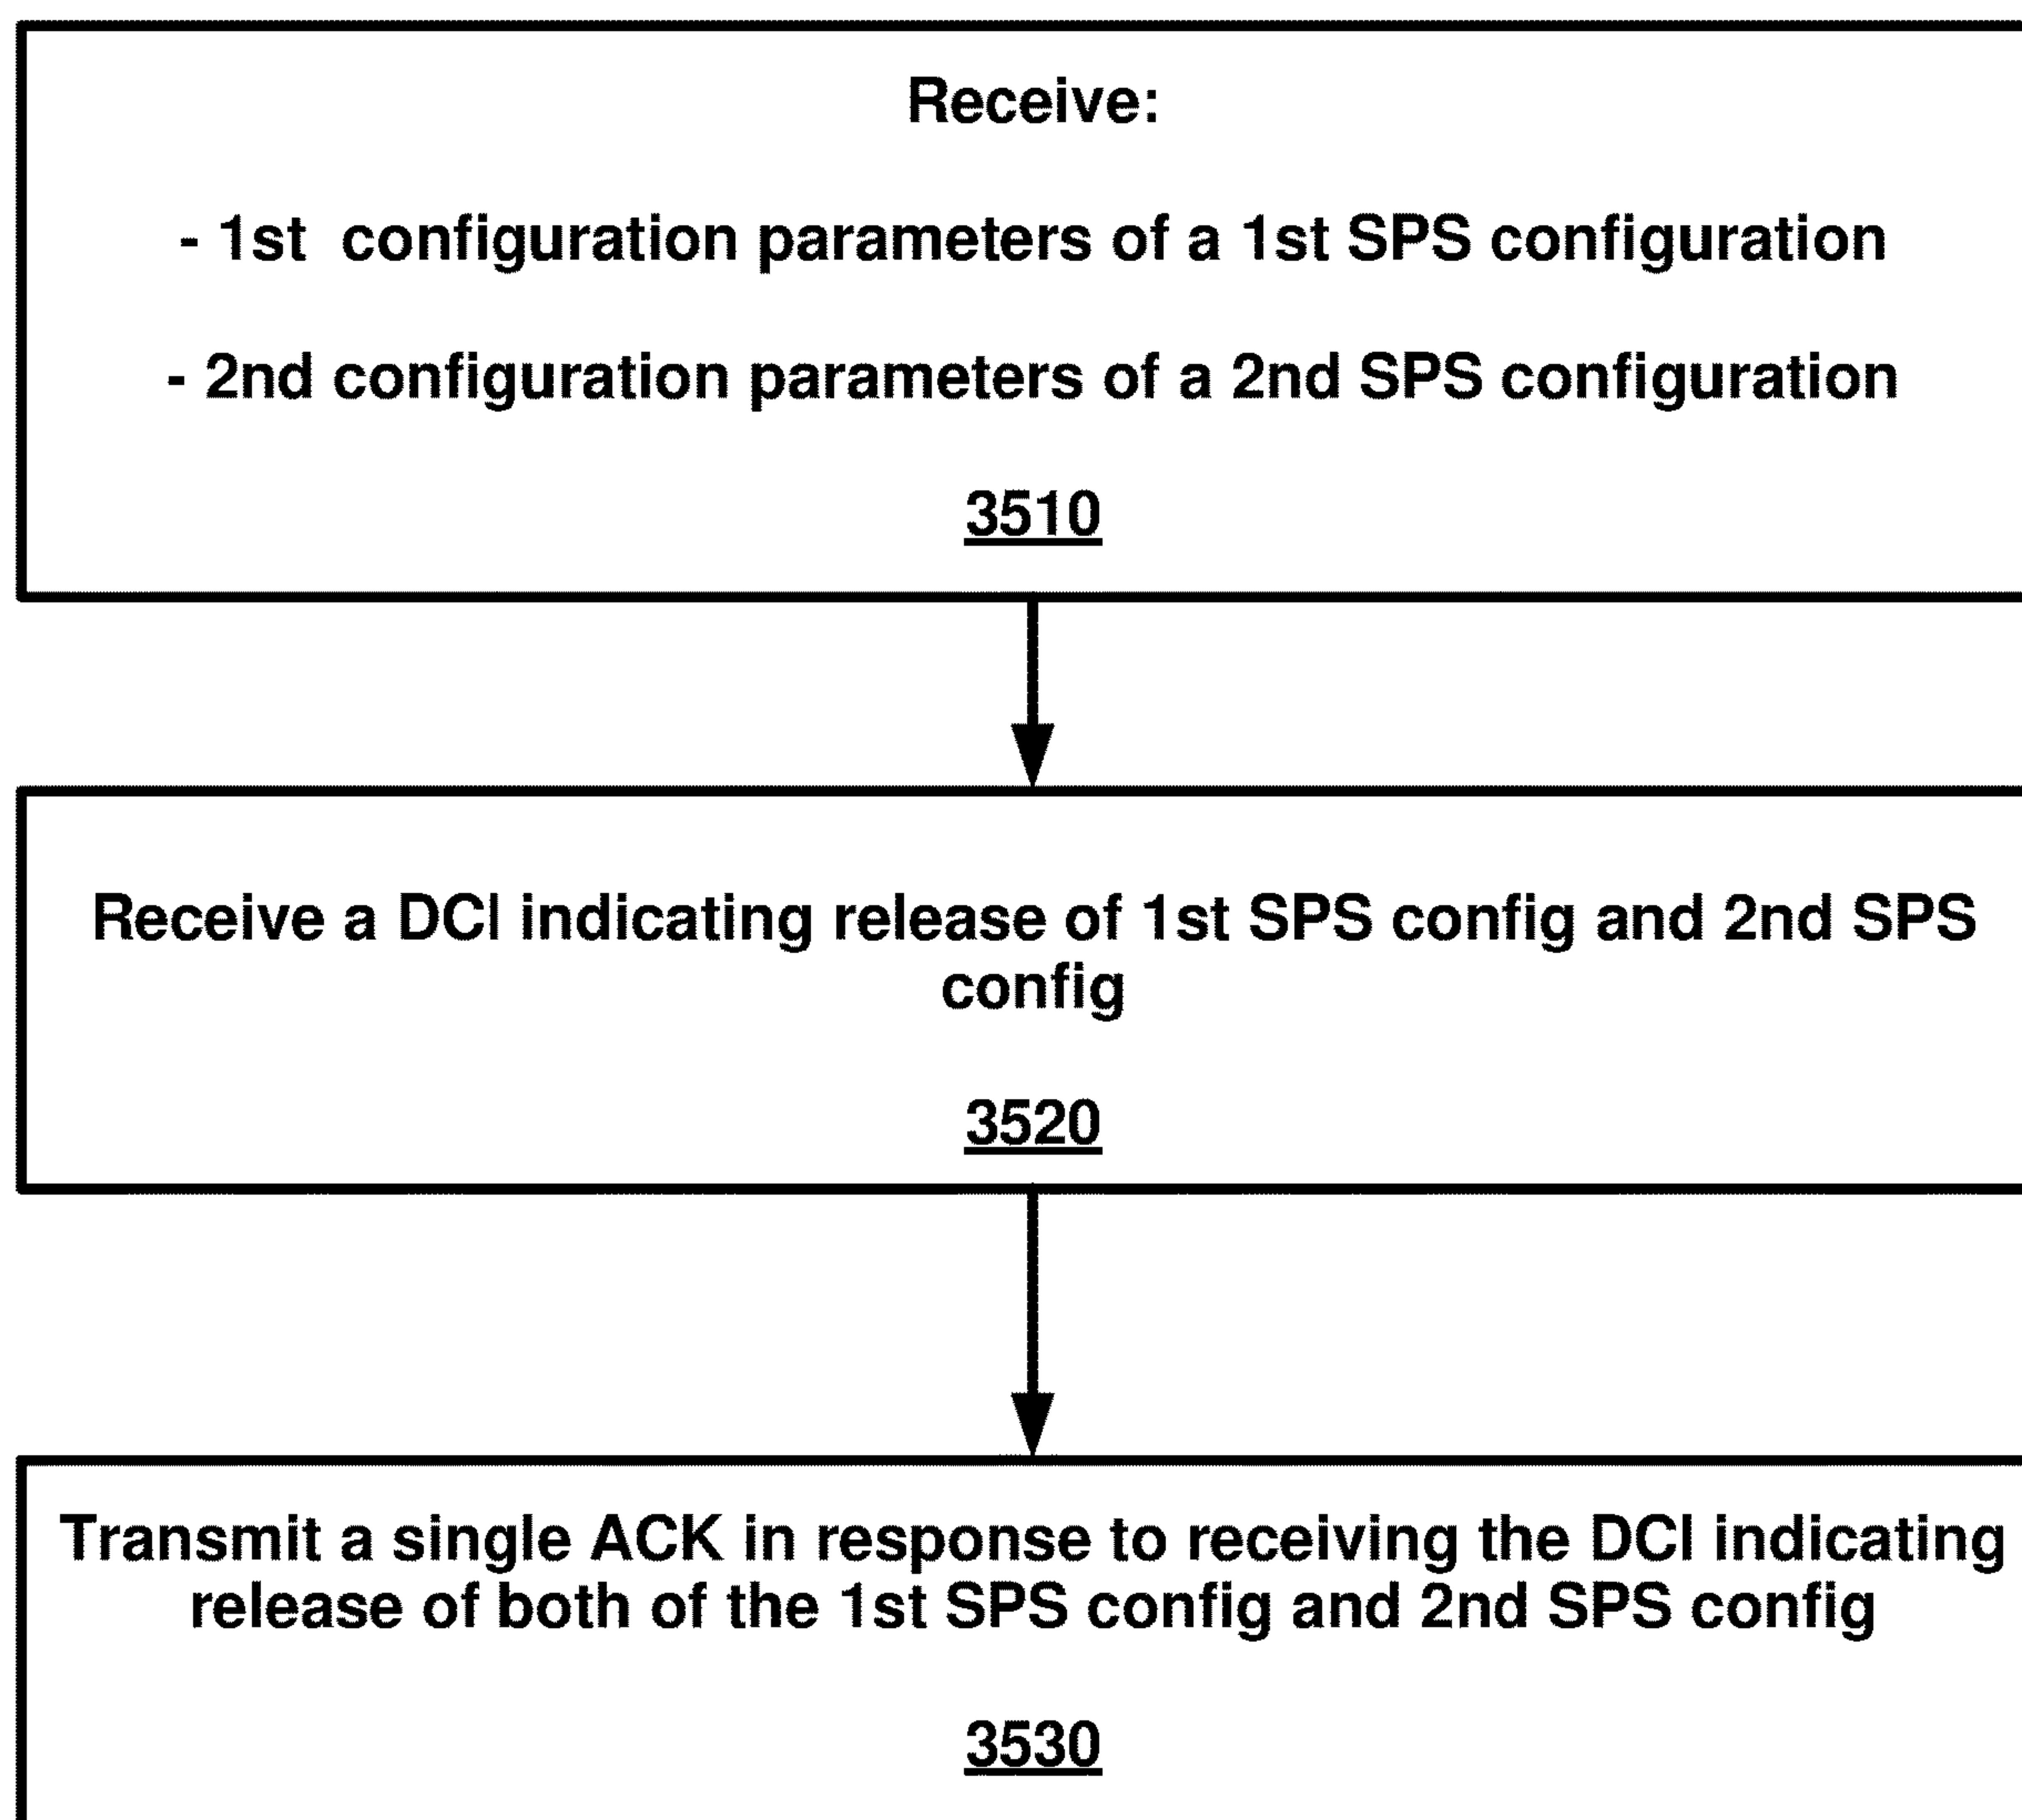 Receive:
- 1st configuration parameters of a 1st SPS configuration
- 2nd configuration parameters of a 2nd SPS configuration
3510
Receive a DCI indicating release of 1st SPS config and 2nd SPS
config
3520
Transmit a single ACK in response to receiving the DCI indicating
release of both of the 1st SPS config and 2nd SPS config
3530